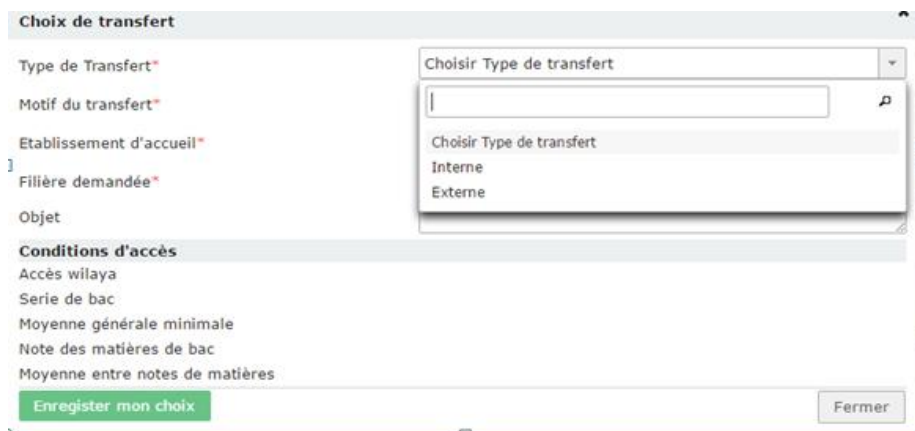 Choix de transfert
Type de Transfert*
Choisir Type de transfert
Motif du transfert*
Etablissement d'accueil*
Choisir Type de transfert
Interne
Filière demandée*
Externe
Objet
Conditions d'accès
Accès wilaya
Serie de bac
Moyenne générale minimale
Note des matières de bac
Moyenne entre notes de matières
Enregister mon choix
Fermer